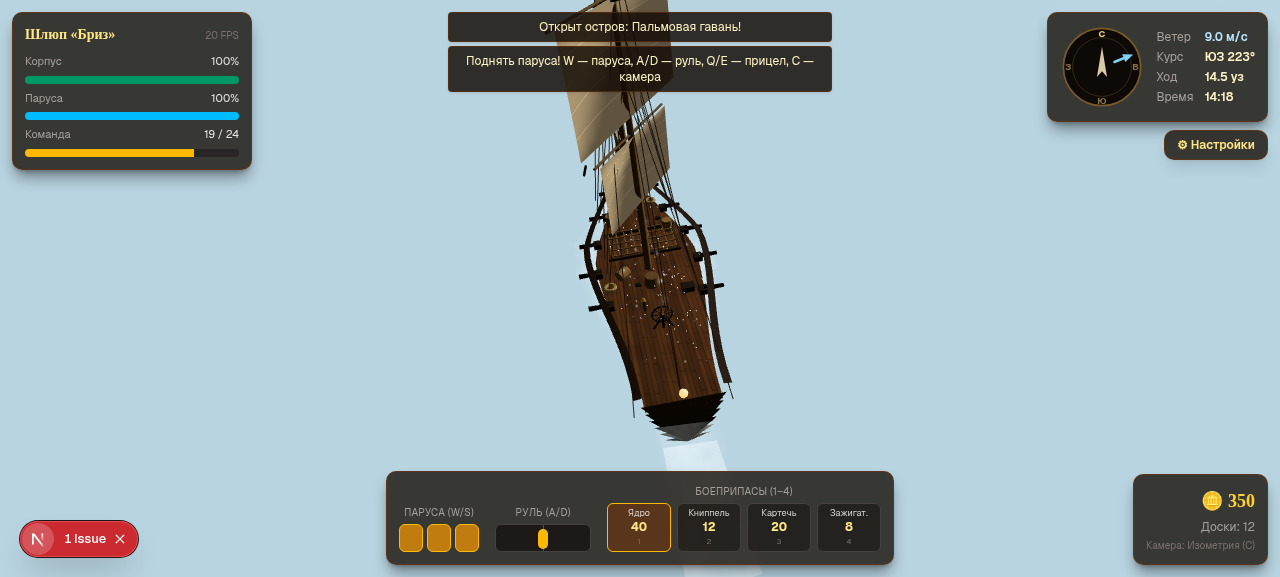 Шлюп «Бриз»
20 FPS
Корпус
100%
Паруса
100%
Команда
19 / 24
Открыт остров: Пальмовая гавань!
Поднять паруса! W — паруса, A/D — руль, Q/E — прицел, C —
камера
С
З
В
Ю
Ветер
9.0 м/с
Курс
ЮЗ 223°
Ход
14.5 уз
Время
14:18
⚙ Настройки
ПАРУСА (W/S)
РУЛЬ (A/D)
БОЕПРИПАСЫ (1–4)
Ядро
40
1
Книппель
12
2
Картечь
20
3
Зажигат.
8
4
N
1 Issue
350
Доски: 12
Камера: Изометрия (C)